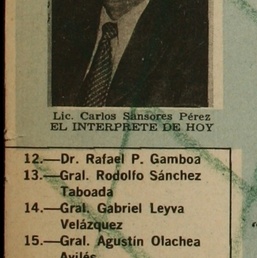 Lic. Carlos Sansores Pérez
EL INTERPRETE DE HOY
12.—Dr. Rafael P. Gamboa
13.—Gral. Rodolfo Sánchez
Taboada
14.—Gral. Gabriel Leyva
Velázquez
15.—Gral. Agustín Olachea
Avilés